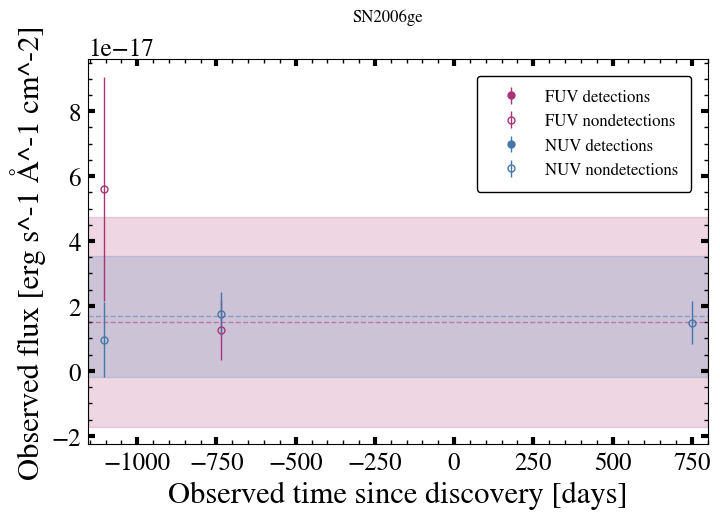 SN2006ge
1e−17
Observed flux [erg s^-1 Å^-1 cm^-2]
8
6
4
2
0
−2
FUV detections
FUV nondetections
NUV detections
NUV nondetections
−1000 −750 −500 −250 0 250 500 750
Observed time since discovery [days]